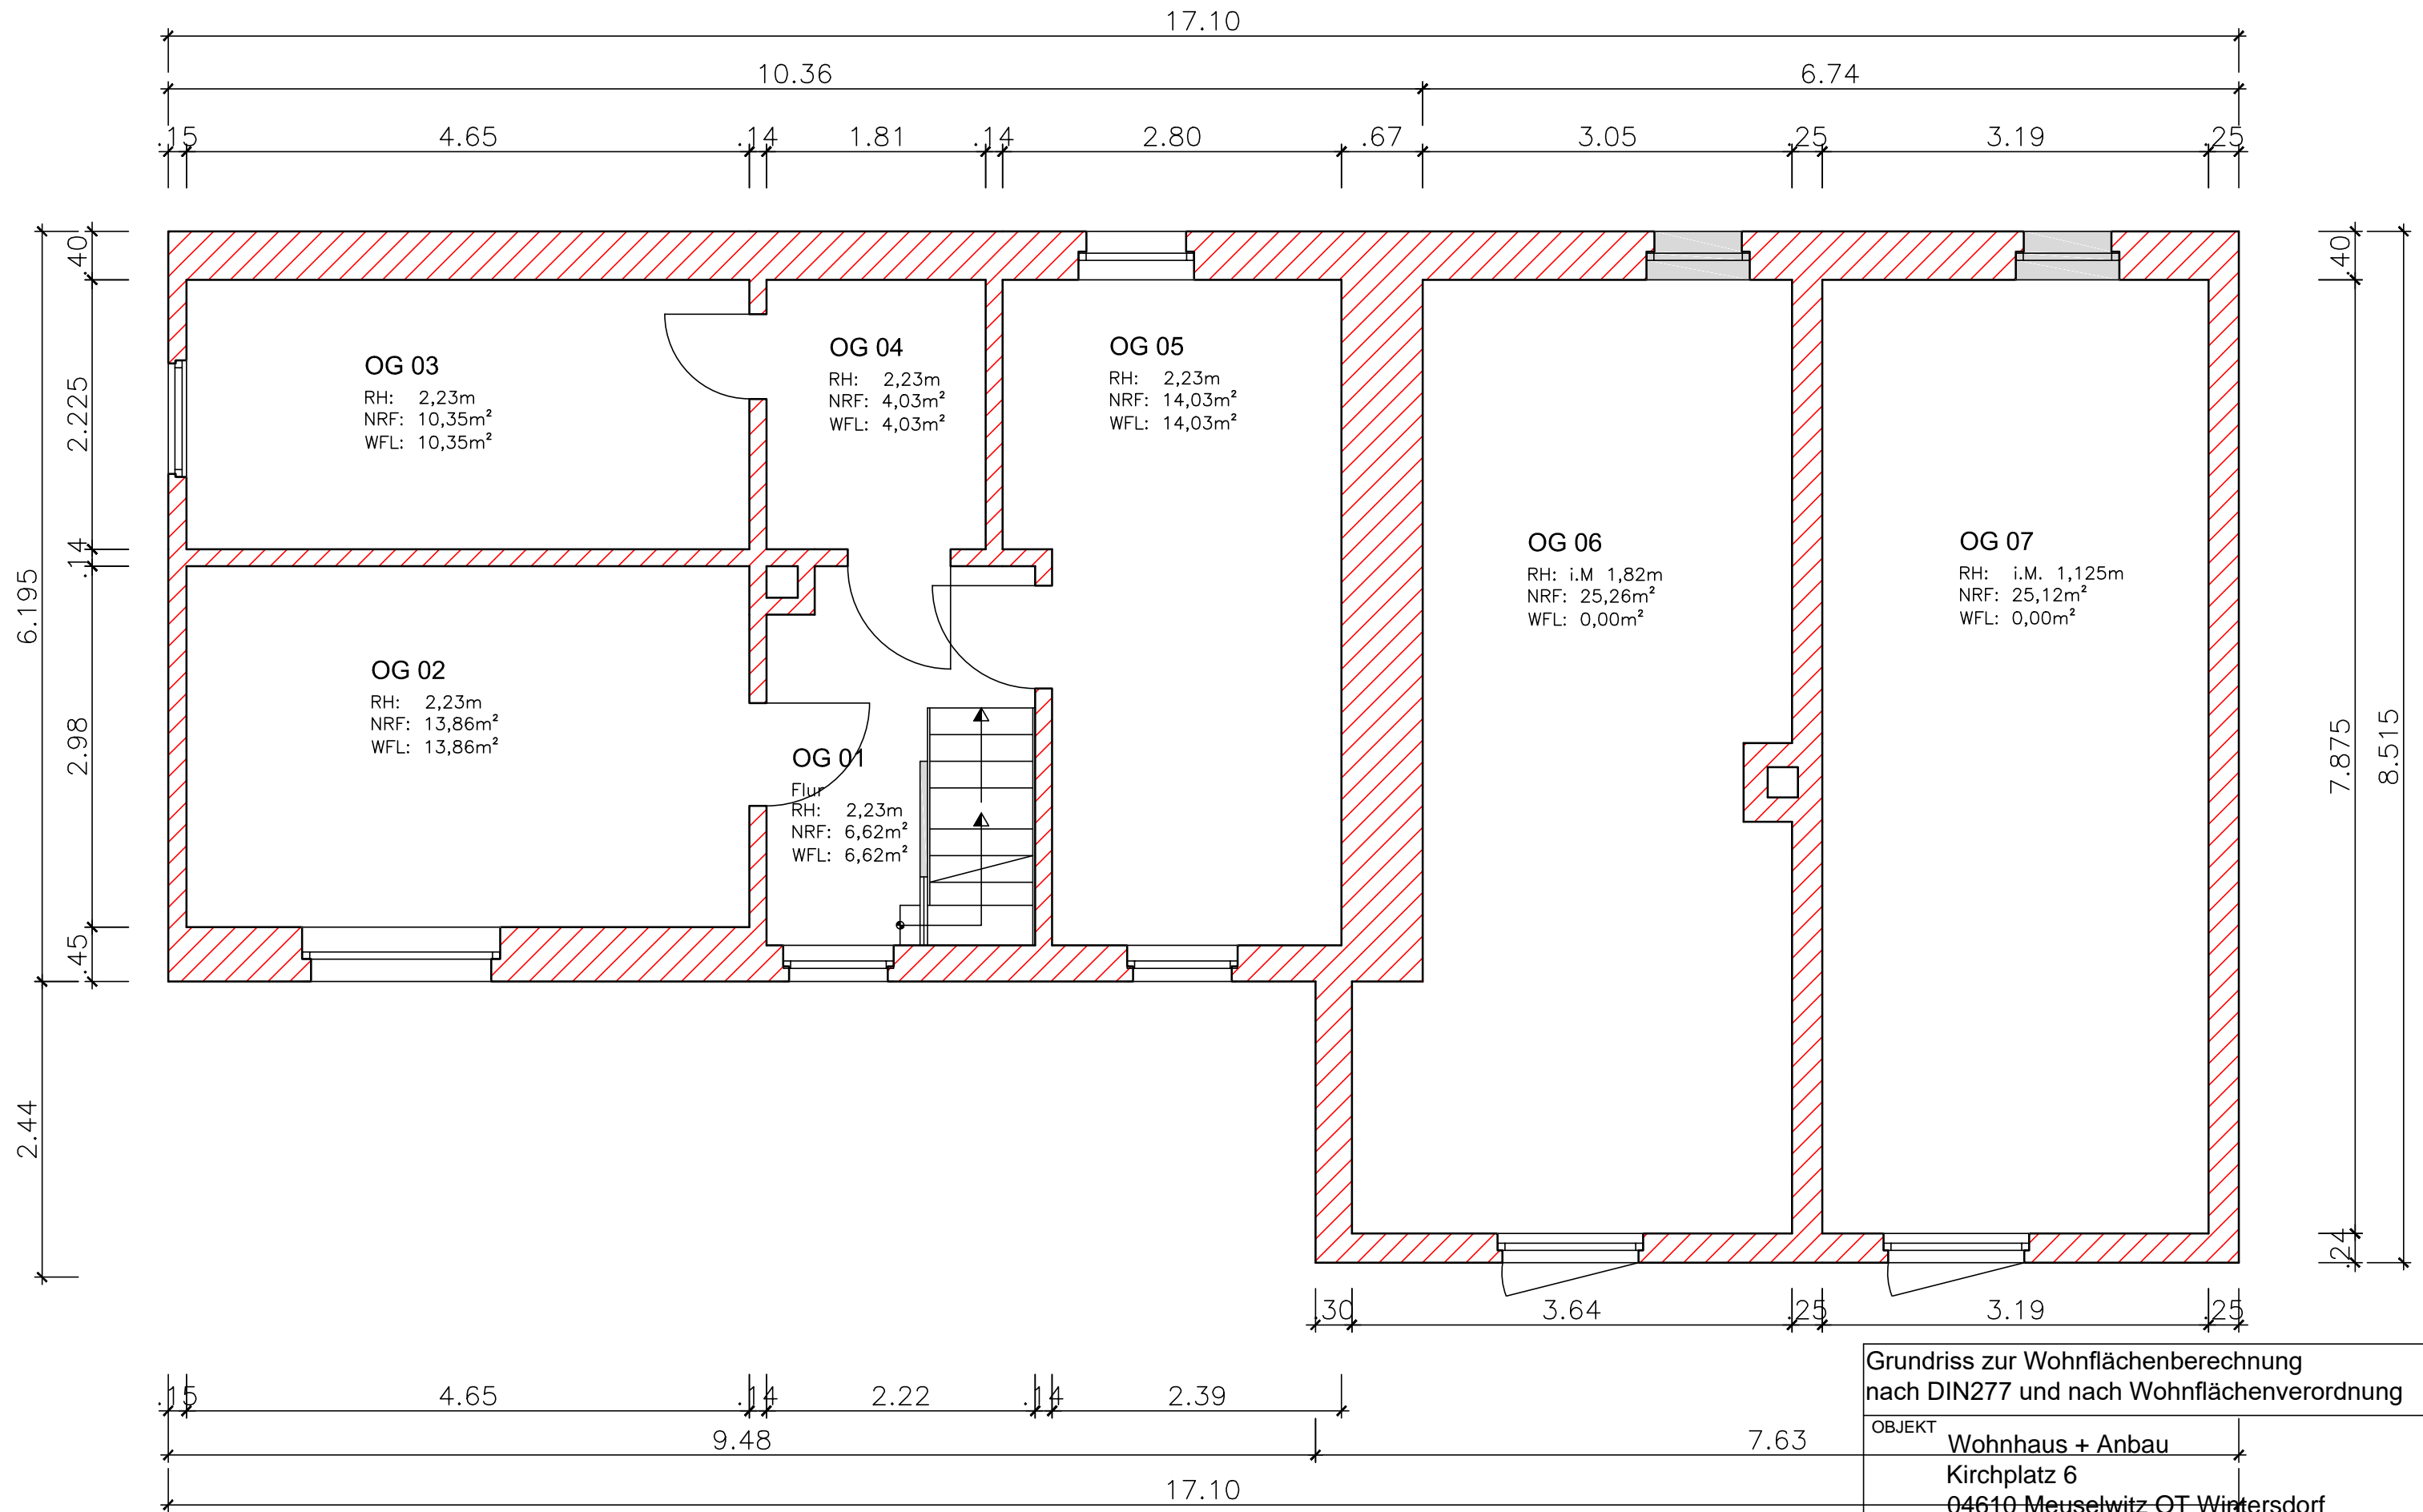 17.10
10.36 6.74
.15 4.65 .14 1.81 .14 2.80 .67 3.05 .25 3.19 .25
.40
2.225
.14
6.195
2.98
.45
2.44
.40
7.875
8.515
.24
OG 03
RH: 2,23m
NRF: 10,35m²
WFL: 10,35m²
OG 04
RH: 2,23m
NRF: 4,03m²
WFL: 4,03m²
OG 05
RH: 2,23m
NRF: 14,03m²
WFL: 14,03m²
OG 06
RH: i.M 1,82m
NRF: 25,26m²
WFL: 0,00m²
OG 07
RH: i.M. 1,125m
NRF: 25,12m²
WFL: 0,00m²
OG 02
RH: 2,23m
NRF: 13,86m²
WFL: 13,86m²
OG 01
Flur
RH: 2,23m
NRF: 6,62m²
WFL: 6,62m²
.30 3.64 .25 3.19 .25
.15 4.65 .14 2.22 .14 2.39
9.48 7.63
17.10
Grundriss zur Wohnflächenberechnung
nach DIN277 und nach Wohnflächenverordnung
OBJEKT
Wohnhaus + Anbau
Kirchplatz 6
04610 Meuselwitz OT Wintersdorf